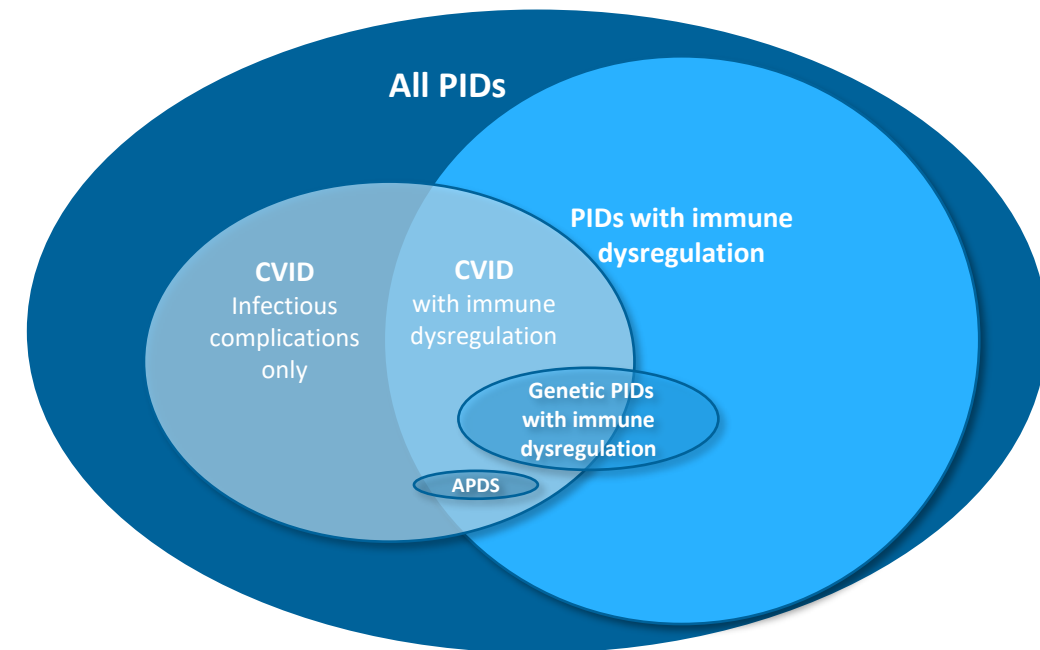 All PIDs
PIDs with immune
dysregulation
CVID
Infectious
complications
only
CVID
with immune
dysregulation
Genetic PIDs
with immune
dysregulation
APDS